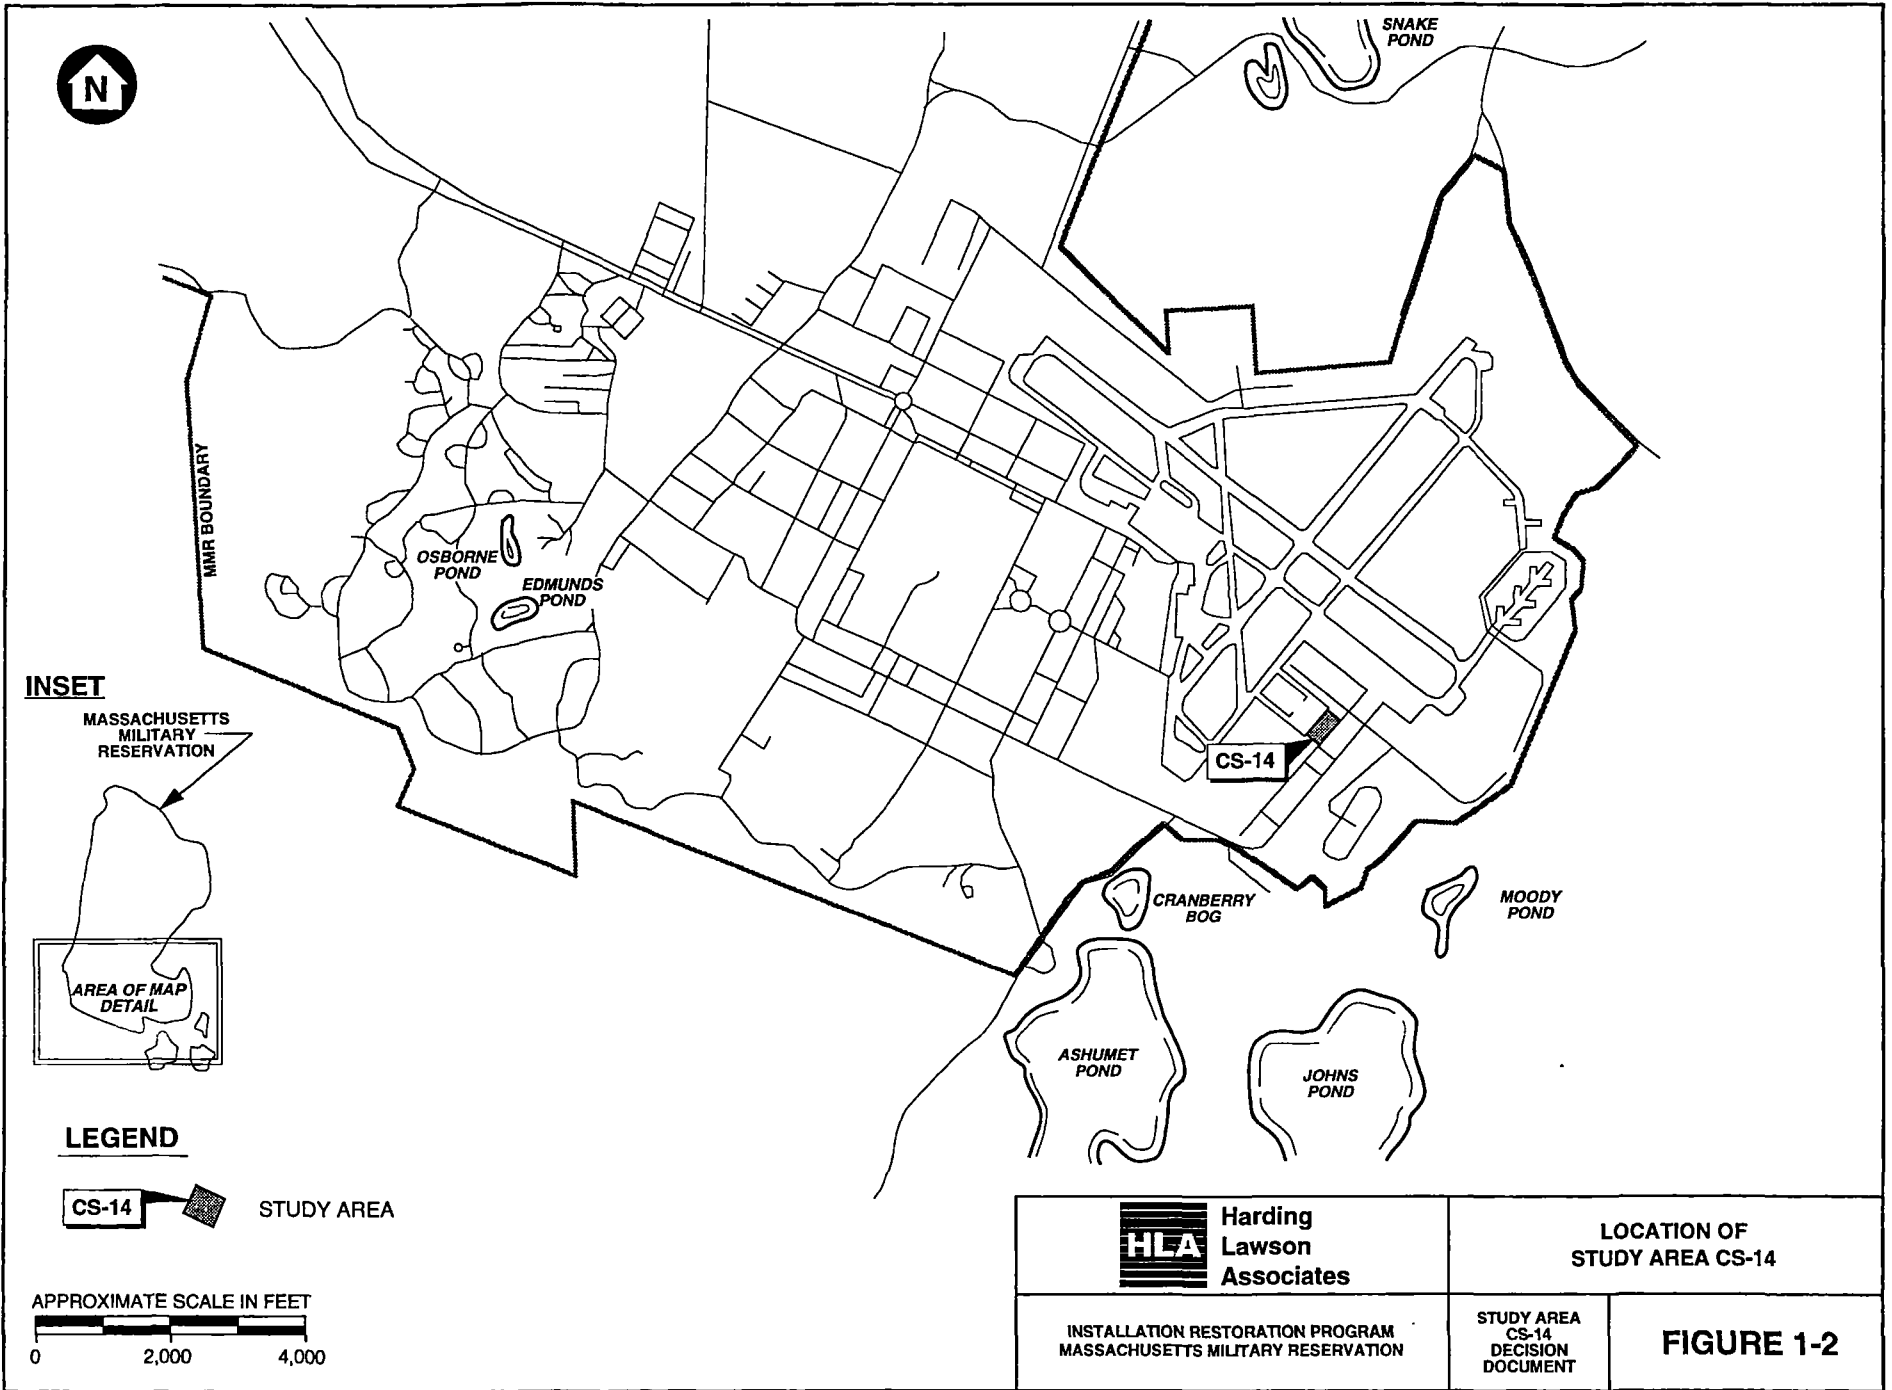 N
SNAKE
POND
MMR BOUNDARY
OSBORNE
POND
EDMUNDS
POND
INSET
MASSACHUSETTS
MILITARY
RESERVATION
CS-14
CRANBERRY
BOG
MOODY
POND
AREA OF MAP
DETAIL
ASHUMET
POND
JOHNS
POND
LEGEND
CS-14
STUDY AREA
APPROXIMATE SCALE IN FEET
0
2,000
4,000
HLA
Harding
Lawson
Associates
LOCATION OF
STUDY AREA CS-14
INSTALLATION RESTORATION PROGRAM
MASSACHUSETTS MILITARY RESERVATION
STUDY AREA
CS-14
DECISION
DOCUMENT
FIGURE 1-2